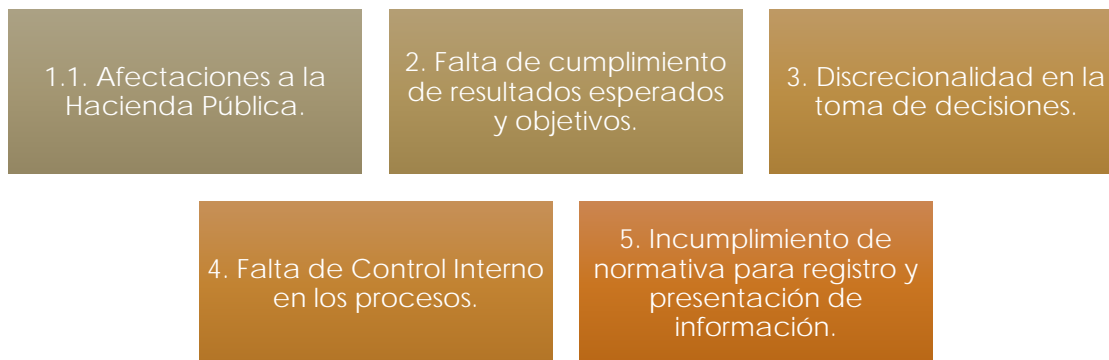 1.1. Afectaciones a la
Hacienda Pública.
2. Falta de cumplimiento
de resultados esperados
y objetivos.
3. Discrecionalidad en la
toma de decisiones.
4. Falta de Control Interno
en los procesos.
5. Incumplimiento de
normativa para registro y
presentación de
información.